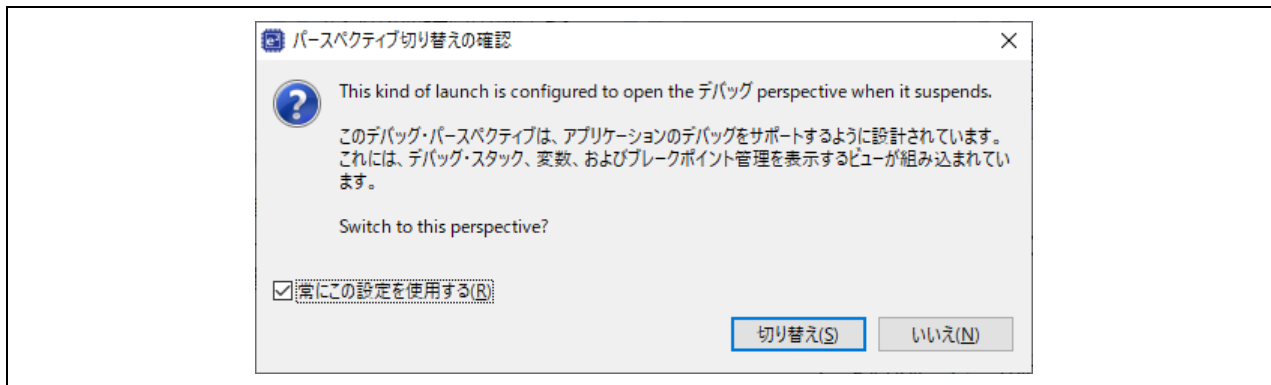 パースペクティブ切り替えの確認
This kind of launch is configured to open the デバッグ perspective when it suspends.
このデバッグ・パースペクティブは、アプリケーションのデバッグをサポートするように設計されています。
これには、デバッグ・スタック、変数、およびブレークポイント管理を表示するビューが組み込まれてい
ます。
Switch to this perspective?
常にこの設定を使用する(R)
切り替え(S)
いいえ(N)